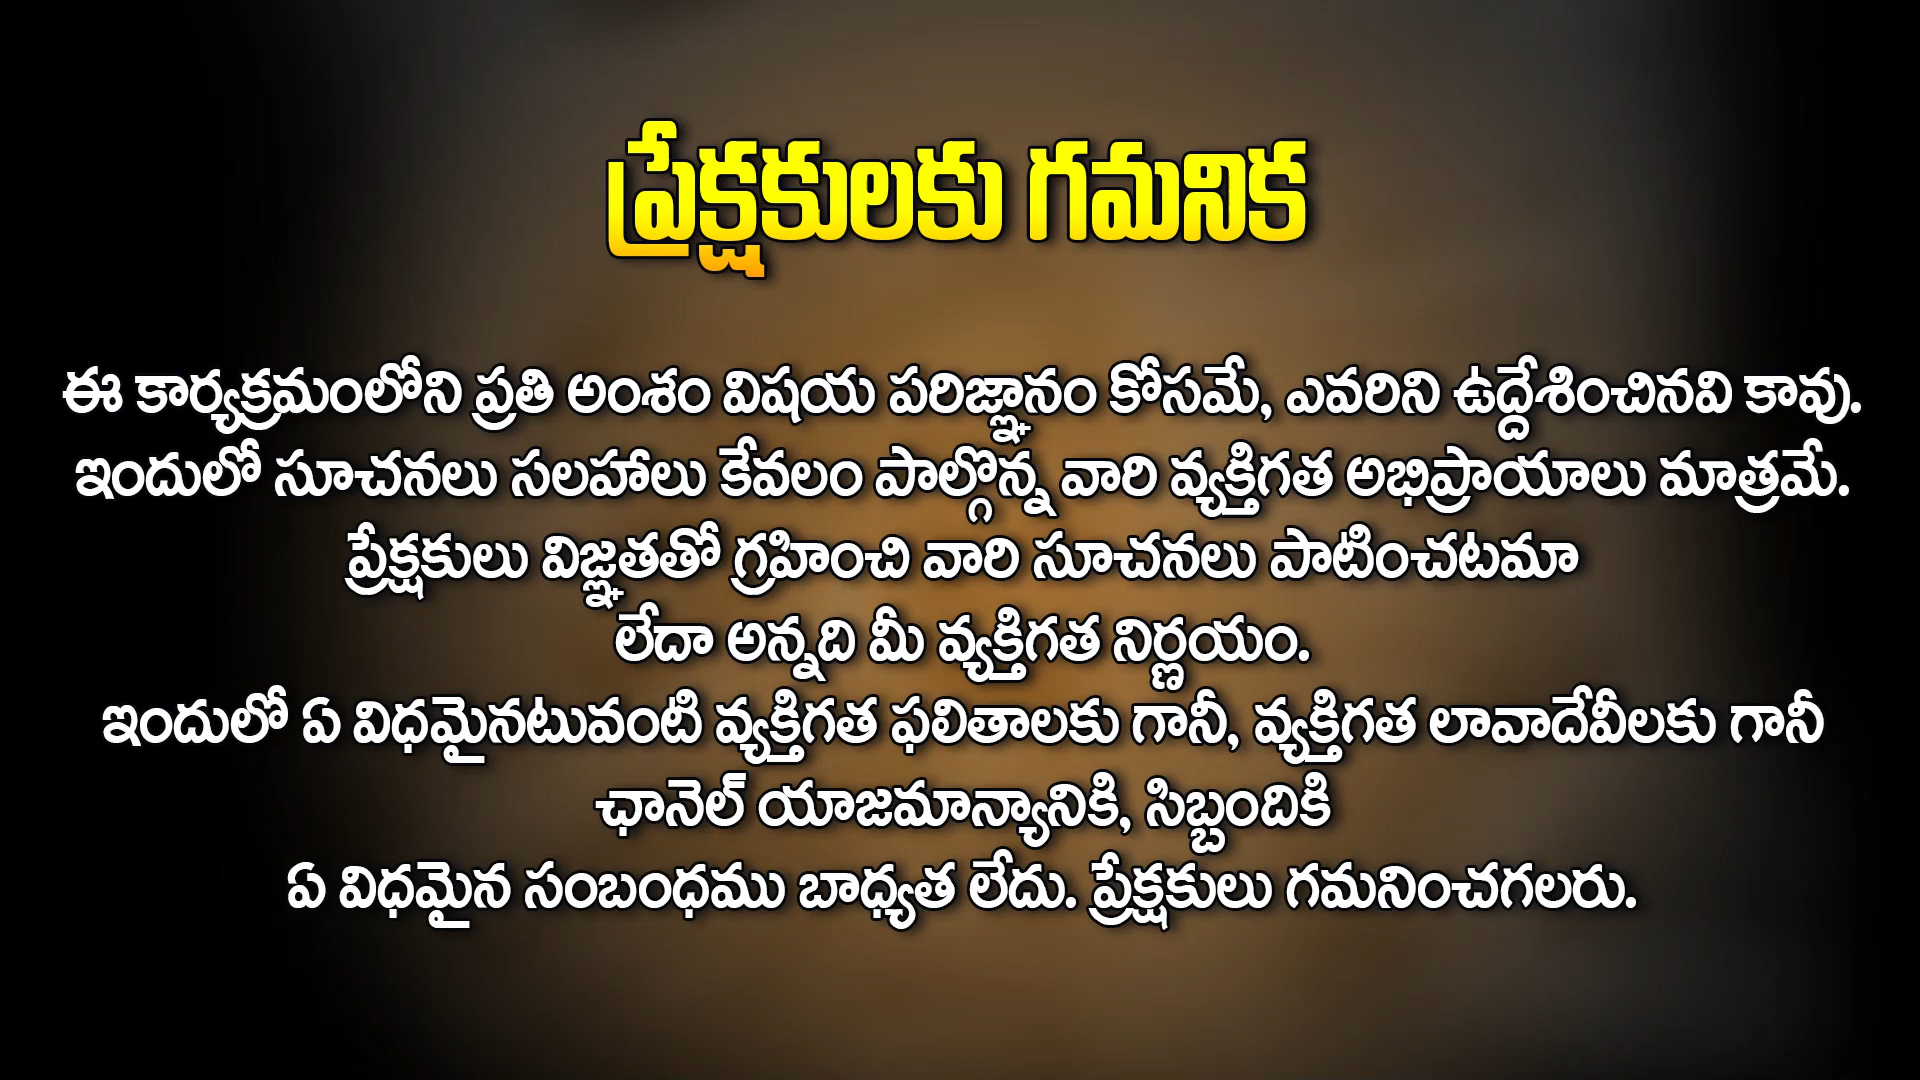 ప్రేక్షకులకు గమనిక
ఈ కార్యక్రమంలోని ప్రతి అంశం విషయ పరిజ్ఞానం కోసమే, ఎవరిని ఉద్దేశించినవి కావు.
ఇందులో సూచనలు సలహాలు కేవలం పాల్గొన్న వారి వ్యక్తిగత అభిప్రాయాలు మాత్రమే.
ప్రేక్షకులు విజ్ఞతతో గ్రహించి వారి సూచనలు పాటించటమా
లేదా అన్నది మీ వ్యక్తిగత నిర్ణయం.
ఇందులో ఏ విధమైనటువంటి వ్యక్తిగత ఫలితాలకు గానీ, వ్యక్తిగత లావాదేవీలకు గానీ
ఛానెల్ యాజమాన్యానికి, సిబ్బందికి
ఏ విధమైన సంబంధము బాధ్యత లేదు. ప్రేక్షకులు గమనించగలరు.